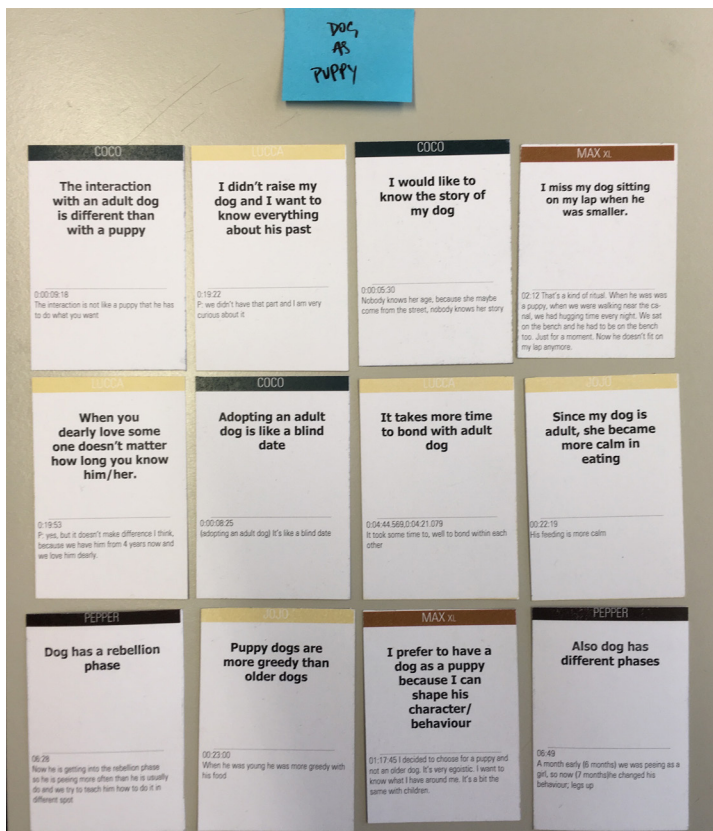 DOG
AS
PUPPY
COCO
The interaction
with an adult dog
is different than
with a puppy
0:00:09:18
The interaction is not like a puppy that he has
to do what you want
LUCCA
I didn't raise my
dog and I want to
know everything
about his past
0:19:22
P: we didn't have that part and I am very
curious about it
COCO
I would like to
know the story of
my dog
0:00:05:30
Nobody knows her age, because she maybe
come from the street, nobody knows her story
MAX XL
I miss my dog sitting
on my lap when he
was smaller.
02:12 That's a kind of ritual. When he was was
a puppy, when we were walking near the ca-
nal, we had hugging time every night. We sat
on the bench and he had to be on the bench
too. Just for a moment. Now he doesn't fit on
my lap anymore.
LUCCA
When you
dearly love some
one doesn't matter
how long you know
him/her.
0:19:53
P: yes, but it doesn't make difference I think,
because we have him from 4 years now and
we love him dearly.
COCO
Adopting an adult
dog is like a blind
date
0:00:08:25
(adopting an adult dog) It's like a blind date
LUCCA
It takes more time
to bond with adult
dog
0:04:44.569,0:04:21.079
It took some time to, well to bond within each
other
JOJO
Since my dog is
adult, she became
more calm in
eating
00:22:19
His feeding is more calm
PEPPER
Dog has a rebellion
phase
06:28
Now he is getting into the rebellion phase
so he is peeing more often than he is usually
do and we try to teach him how to do it in
different spot
JOJO
Puppy dogs are
more greedy than
older dogs
00:23:00
When he was young he was more greedy with
his food
MAX XL
I prefer to have a
dog as a puppy
because I can
shape his
character/
behaviour
01:17:45 I decided to choose for a puppy and
not an older dog. It's very egoistic. I want to
know what I have around me. It's a bit the
same with children.
PEPPER
Also dog has
different phases
06:49
A month early (6 months) we was peeing as a
girl, so now (7 months)he changed his
behaviour; legs up